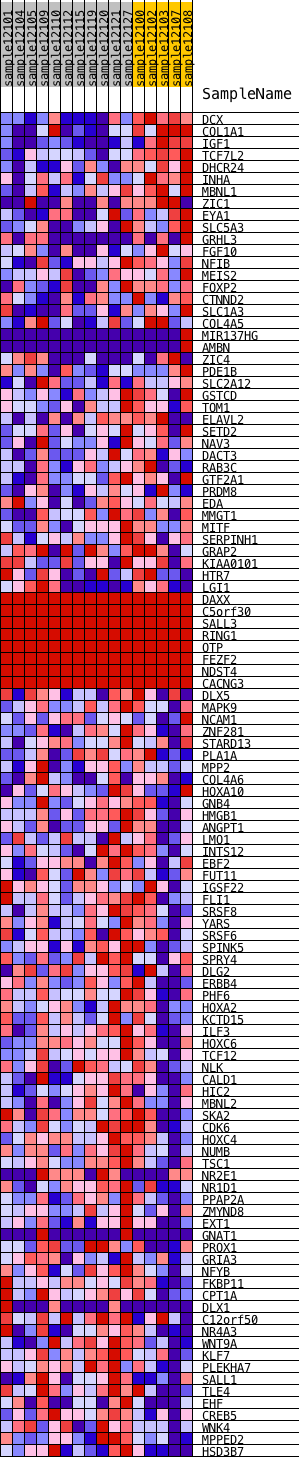 sample12101
sample12104
sample12105
sample12109
sample12110
sample12112
sample12115
sample12119
sample12120
sample12121
sample12122
sample12100
sample12102
sample12103
sample12107
sample12108
SampleName
DCX
COL1A1
IGF1
TCF7L2
DHCR24
INHA
MBNL1
ZIC1
EYA1
SLC5A3
GRHL3
FGF10
NFIB
MEIS2
FOXP2
CTNND2
SLC1A3
COL4A5
MIR137HG
AMBN
ZIC4
PDE1B
SLC2A12
GSTCD
TOM1
ELAVL2
SETD2
NAV3
DACT3
RAB3C
GTF2A1
PRDM8
EDA
MMGT1
MITF
SERPINH1
GRAP2
KIAA0101
HTR7
LGI1
DAXX
C5orf30
SALL3
RING1
OTP
FEZF2
NDST4
CACNG3
DLX5
MAPK9
NCAM1
ZNF281
STARD13
PLA1A
MPP2
COL4A6
HOXA10
GNB4
HMGB1
ANGPT1
LMO1
INTS12
EBF2
FUT11
IGSF22
FLI1
SRSF8
YARS
SRSF6
SPINK5
SPRY4
DLG2
ERBB4
PHF6
HOXA2
KCTD15
ILF3
HOXC6
TCF12
NLK
CALD1
HIC2
MBNL2
SKA2
CDK6
HOXC4
NUMB
TSC1
NR2F1
NR1D1
PPAP2A
ZMYND8
EXT1
GNAT1
PROX1
GRIA3
NFYB
FKBP11
CPT1A
DLX1
C12orf50
NR4A3
WNT9A
KLF7
PLEKHA7
SALL1
TLE4
EHF
CREB5
WNK4
MPPED2
HSD3B7